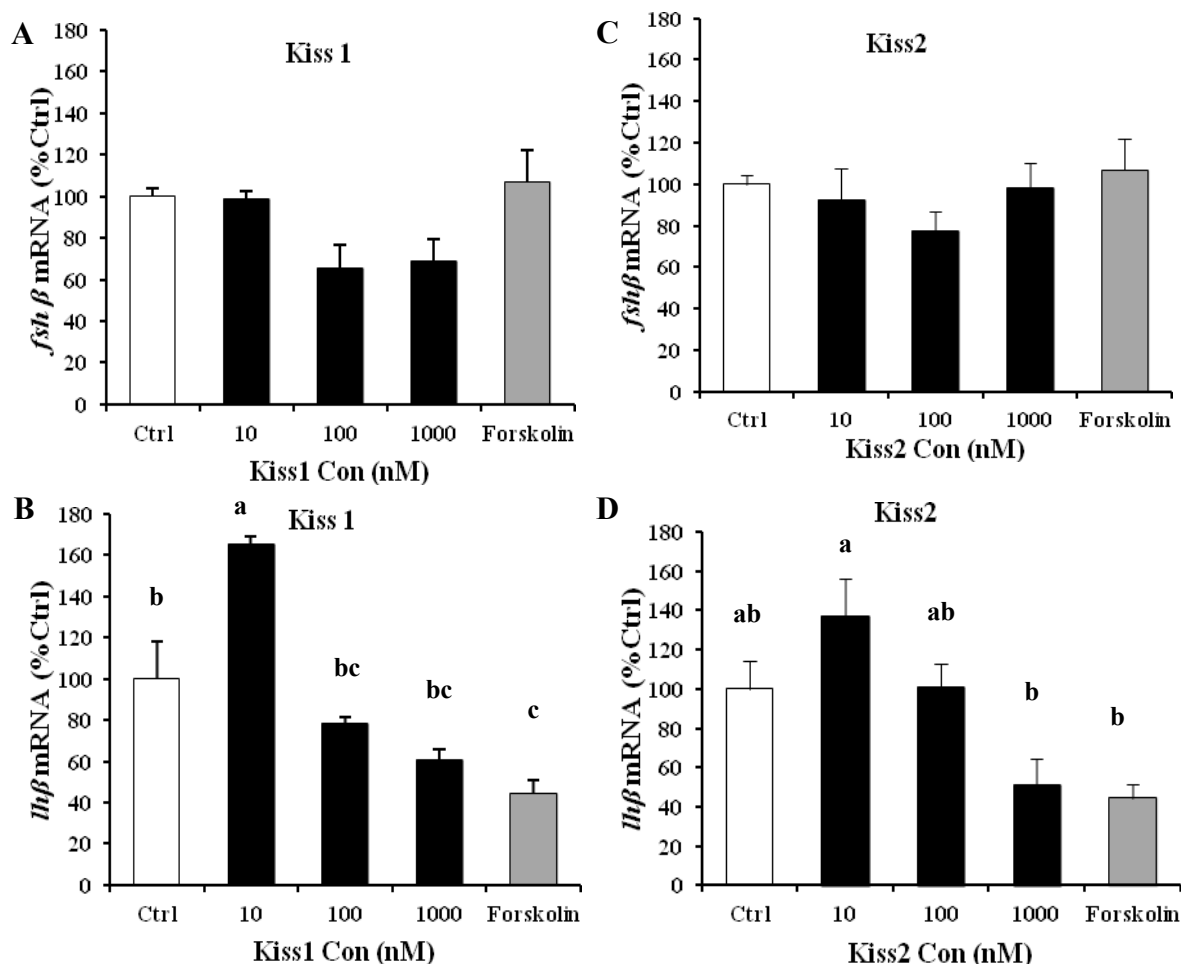 A
Kiss 1
fsh β mRNA (%Ctrl)
180
160
140
120
100
80
60
40
20
0
Ctrl 10 100 1000 Forskolin
Kiss1 Con (nM)
C
Kiss2
fshβ mRNA (%Ctrl)
180
160
140
120
100
80
60
40
20
0
Ctrl 10 100 1000 Forskolin
Kiss2 Con (nM)
B
Kiss 1
lhβ mRNA (%Ctrl)
180
160
140
120
100
80
60
40
20
0
b a bc bc c
Ctrl 10 100 1000 Forskolin
Kiss1 Con (nM)
D
Kiss2
lhβ mRNA (%Ctrl)
180
160
140
120
100
80
60
40
20
0
ab a ab b b
Ctrl 10 100 1000 Forskolin
Kiss2 Con (nM)